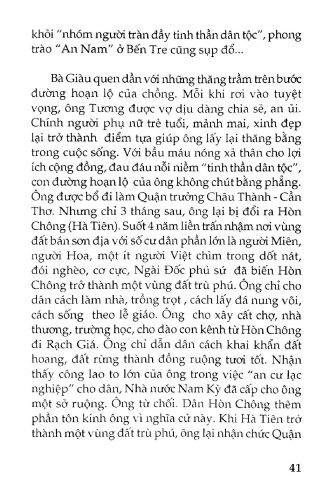 khỏi “nhóm người tràn đầy tinh thần dân tộc”, phong
trào “An Nam” ở Bến Tre cũng sụp đổ...
Bà Giàu quen dần với những thăng trầm trên bước
đường hoạn lộ của chồng. Mỗi khi rơi vào tuyệt
vọng, ông Tương được vợ dịu dàng chia sẻ, an ủi.
Chính người phụ nữ trẻ tuổi, mảnh mai, xinh đẹp
lại trở thành điểm tựa giúp ông lấy lại thăng bằng
trong cuộc sống. Với bầu máu nóng xả thân cho lợi
ích cộng đồng, đau đáu nỗi niềm “tinh thần dân tộc”,
con đường hoạn lộ của ông không chút bằng phẳng.
Ông được bổ đi làm Quận trưởng Châu Thành - Cần
Thơ. Nhưng chỉ 3 tháng sau, ông lại bị đổi ra Hòn
Chông (Hà Tiên). Suốt 4 năm liền trấn nhậm nơi vùng
đất bán sơn địa với số cư dân phần lớn là người Miên,
người Hoa, một ít người Việt chìm trong dốt nát,
đói nghèo, cơ cực, Ngài Đốc phủ sứ đã biến Hòn
Chông trở thành một vùng đất trù phú. Ông chỉ cho
dân cách làm nhà, trồng trọt , cách lấy đá nung vôi,
cách sống theo lễ giáo. Ông cho xây cất chợ, nhà
thương, trường học, cho đào con kênh từ Hòn Chông
đi Rạch Giá. Ông chỉ dẫn dân cách khai khẩn đất
hoang, đất rừng thành đồng ruộng tươi tốt. Nhận
thấy công lao to lớn của ông trong việc “an cư lạc
nghiệp” cho dân, Nhà nước Nam Kỳ đã cấp cho ông
một sở ruộng. Ông từ chối. Dân Hòn Chông thêm
phần tôn kính ông vì nghĩa cử này. Khi Hà Tiên trở
thành một vùng đất trù phú, ông lại nhận chức Quận
41